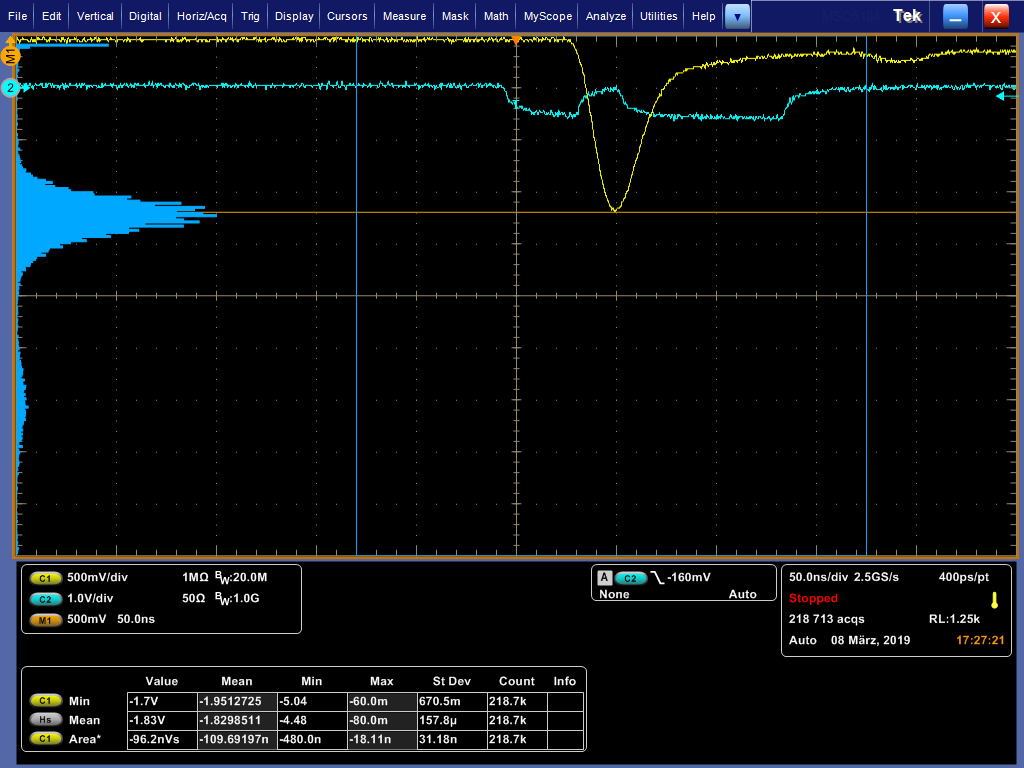 File Edit Vertical Digital Horiz/Acq Trig Display Cursors Measure Mask Math MyScope Analyze Utilities Help Tek X
M1
2
C1 500mV/div 1MΩ BW:20.0M
C2 1.0V/div 50Ω BW:1.0G
M1 500mV 50.0ns
A C2 -160mV
None Auto
50.0ns/div 2.5GS/s 400ps/pt
Stopped
218 713 acqs RL:1.25k
Auto 08 März, 2019 17:27:21
Value Mean Min Max St Dev Count Info
C1 Min -1.7V -1.9512725 -5.04 -60.0m 670.5m 218.7k
Hs Mean -1.83V -1.8298511 -4.48 -80.0m 157.8µ 218.7k
C1 Area* -96.2nVs -109.69197n -480.0n -18.11n 31.18n 218.7k